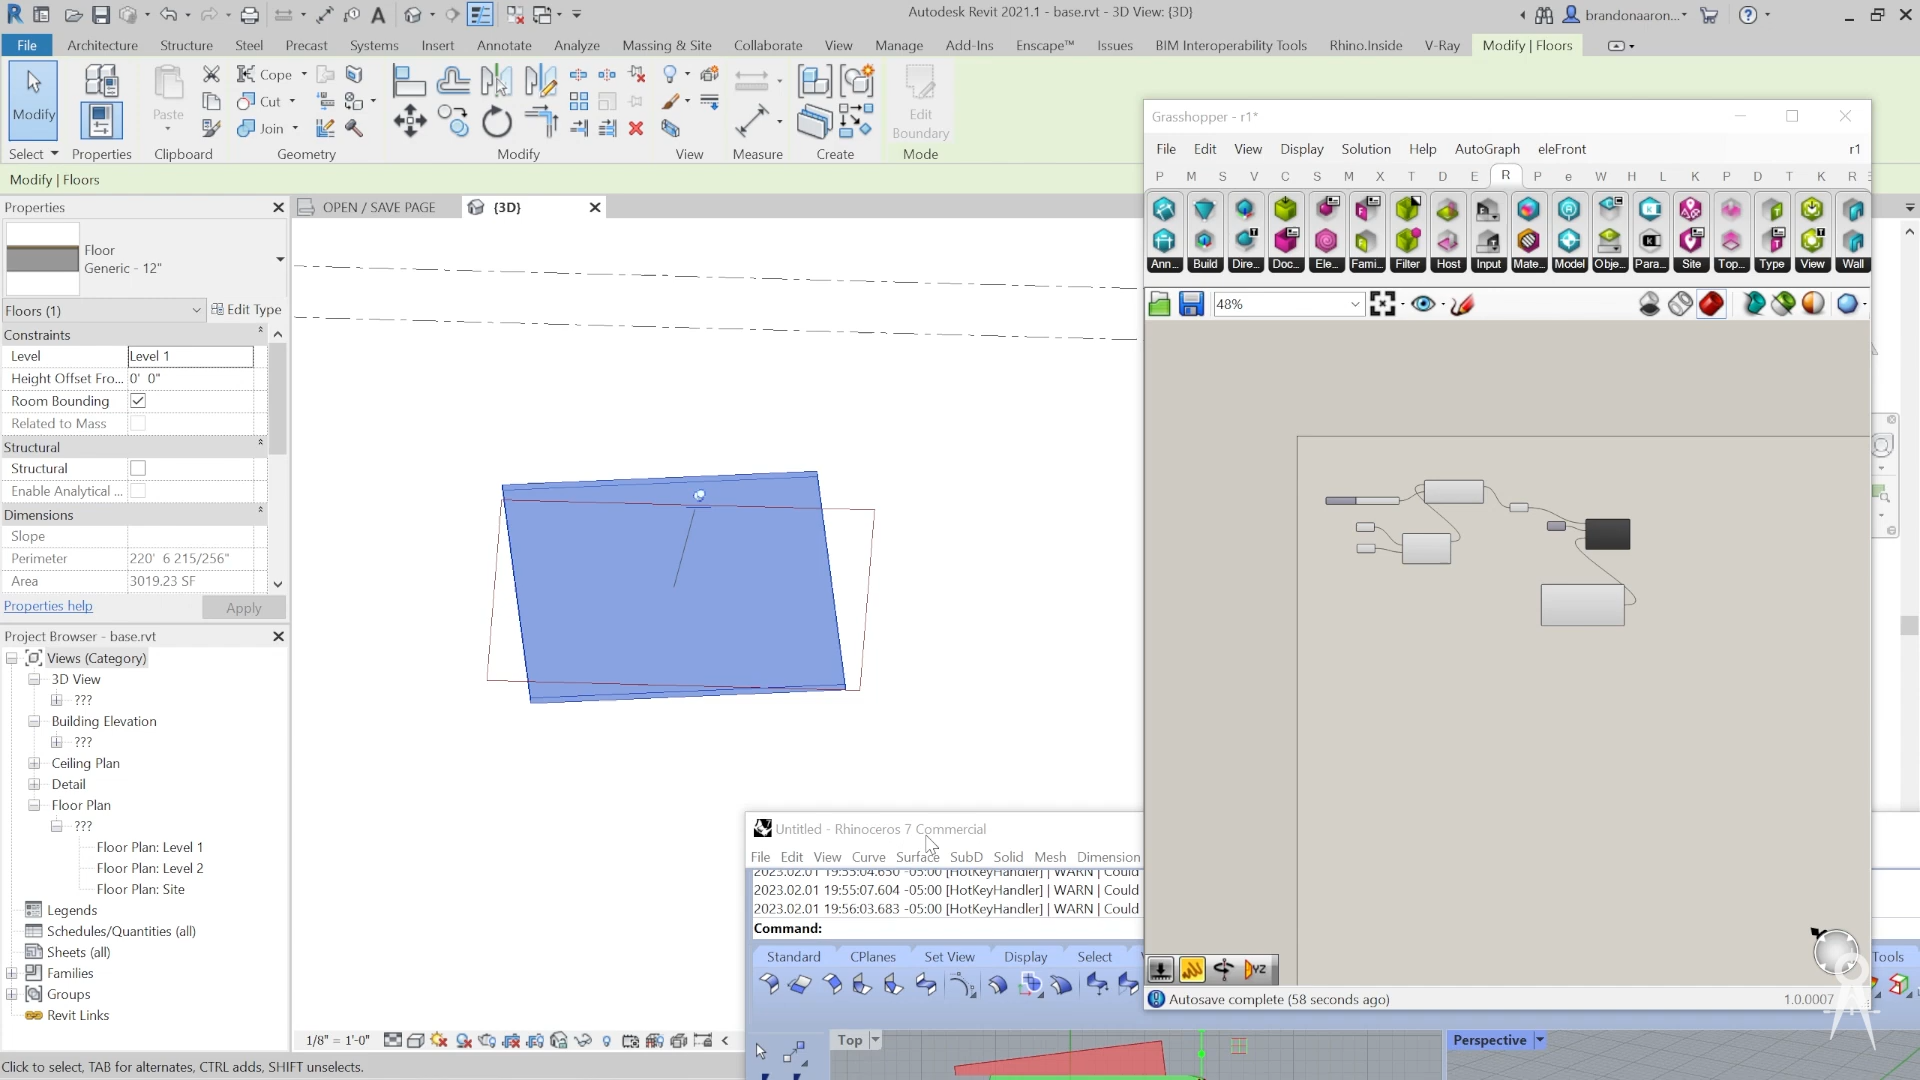 Autodesk Revit 2021.1 - base.rvt - 3D View: {3D}
brandonaaron...
File Architecture Structure Steel Precast Systems Insert Annotate Analyze Massing & Site Collaborate View Manage Add-Ins Enscape™ Issues BIM Interoperability Tools Rhino.Inside V-Ray Modify | Floors
Modify
Paste
Cope
Cut
Join
Edit
Boundary
Select Properties Clipboard Geometry Modify View Measure Create Mode
Modify | Floors
Properties
OPEN / SAVE PAGE
{3D}
Floor
Generic - 12"
Floors (1)
Edit Type
Constraints
Level Level 1
Height Offset Fro... 0' 0"
Room Bounding
Related to Mass
Structural
Structural
Enable Analytical ...
Dimensions
Slope
Perimeter 220' 6 215/256"
Area 3019.23 SF
Properties help
Apply
Project Browser - base.rvt
Views (Category)
3D View
???
Building Elevation
???
Ceiling Plan
Detail
Floor Plan
???
Floor Plan: Level 1
Floor Plan: Level 2
Floor Plan: Site
Legends
Schedules/Quantities (all)
Sheets (all)
Families
Groups
Revit Links
1/8" = 1'-0"
Click to select, TAB for alternates, CTRL adds, SHIFT unselects.
Grasshopper - r1*
File Edit View Display Solution Help AutoGraph eleFront r1
P M S V C S M X T D E R P e W H L K P D T K R
Ann... Build Dire... Doc... Ele... Fami... Filter Host Input Mate... Model Obje... Para... Site Top... Type View Wall
48%
Autosave complete (58 seconds ago)
1.0.0007
Untitled - Rhinoceros 7 Commercial
File Edit View Curve Surface SubD Solid Mesh Dimension
2023.02.01 19:55:04.650 -05:00 [HotKeyHandler] | WARN | Could
2023.02.01 19:55:07.604 -05:00 [HotKeyHandler] | WARN | Could
2023.02.01 19:56:03.683 -05:00 [HotKeyHandler] | WARN | Could
Command:
Standard CPlanes Set View Display Select
Tools
Top
Perspective